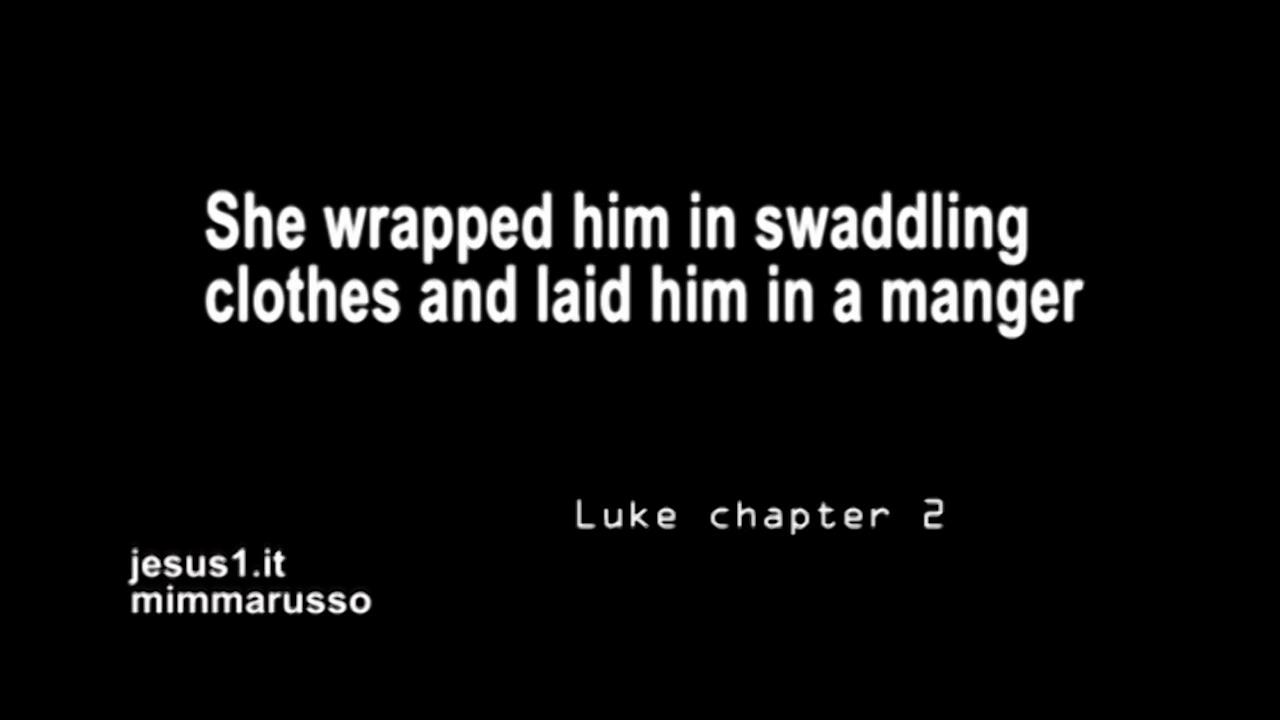 She wrapped him in swaddling
clothes and laid him in a manger
Luke chapter 2
jesus1.it
mimmarusso